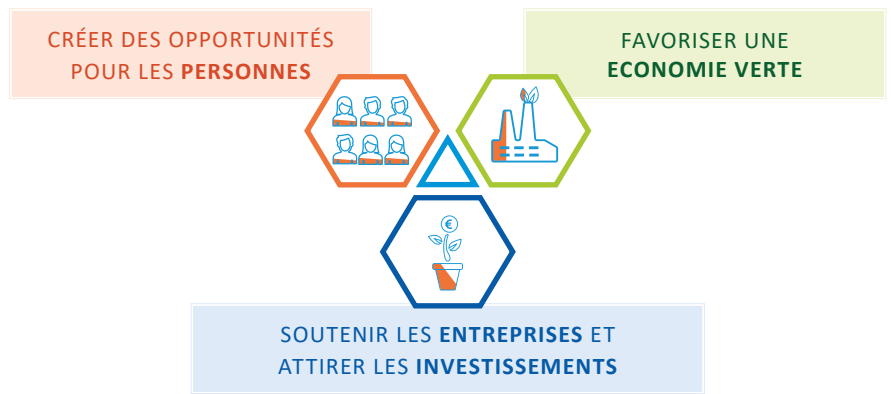 CRÉER DES OPPORTUNITÉS
POUR LES PERSONNES
FAVORISER UNE
ECONOMIE VERTE
€
SOUTENIR LES ENTREPRISES ET
ATTIRER LES INVESTISSEMENTS